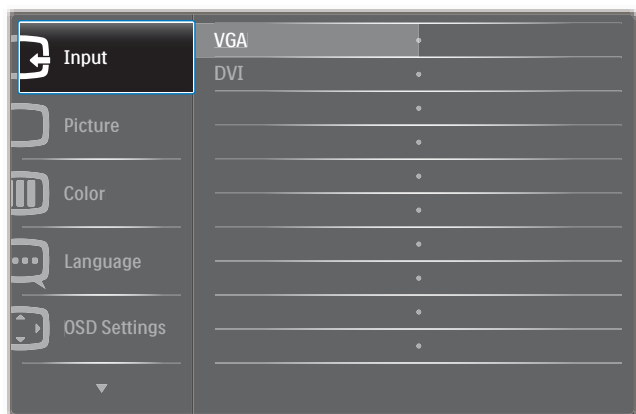 Input
Picture
Color
Language
OSD Settings
VGA
DVI